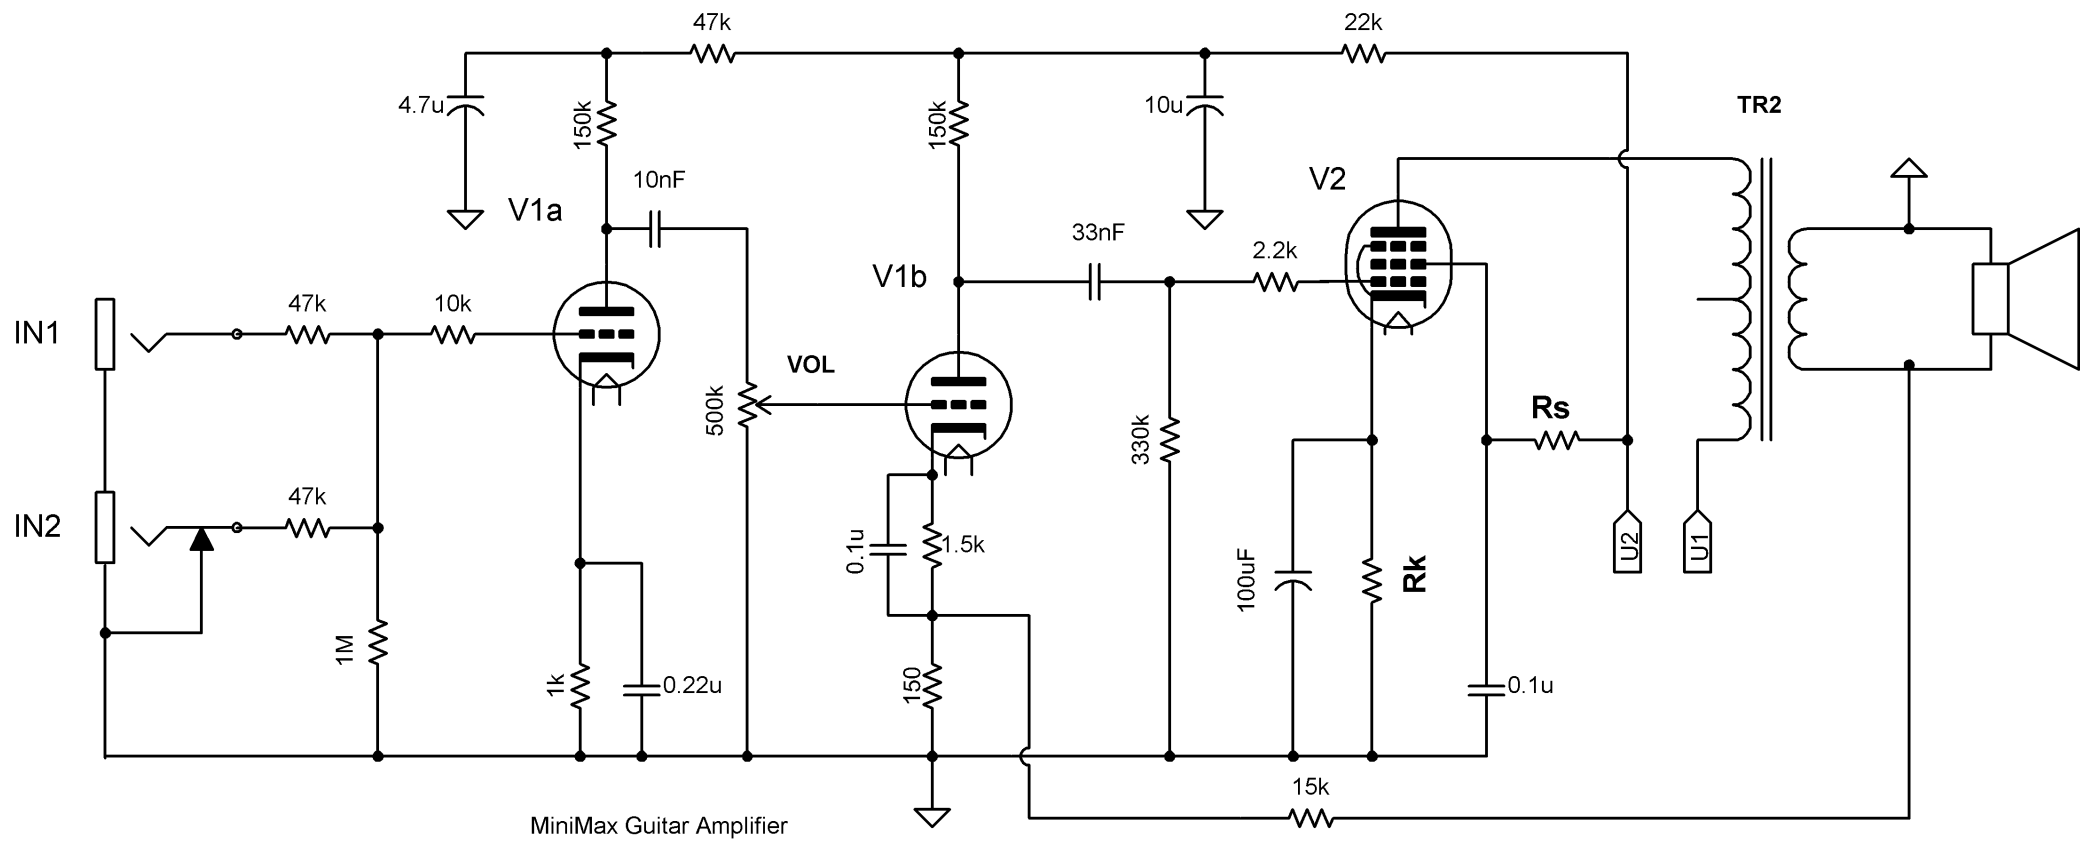 47k
22k
4.7u
150k
150k
10u
TR2
10nF
V1a
V2
33nF
2.2k
V1b
IN1
47k
10k
VOL
500k
330k
Rs
IN2
47k
0.1u
1.5k
100uF
Rk
U2
U1
1M
1k
0.22u
150
0.1u
15k
MiniMax Guitar Amplifier